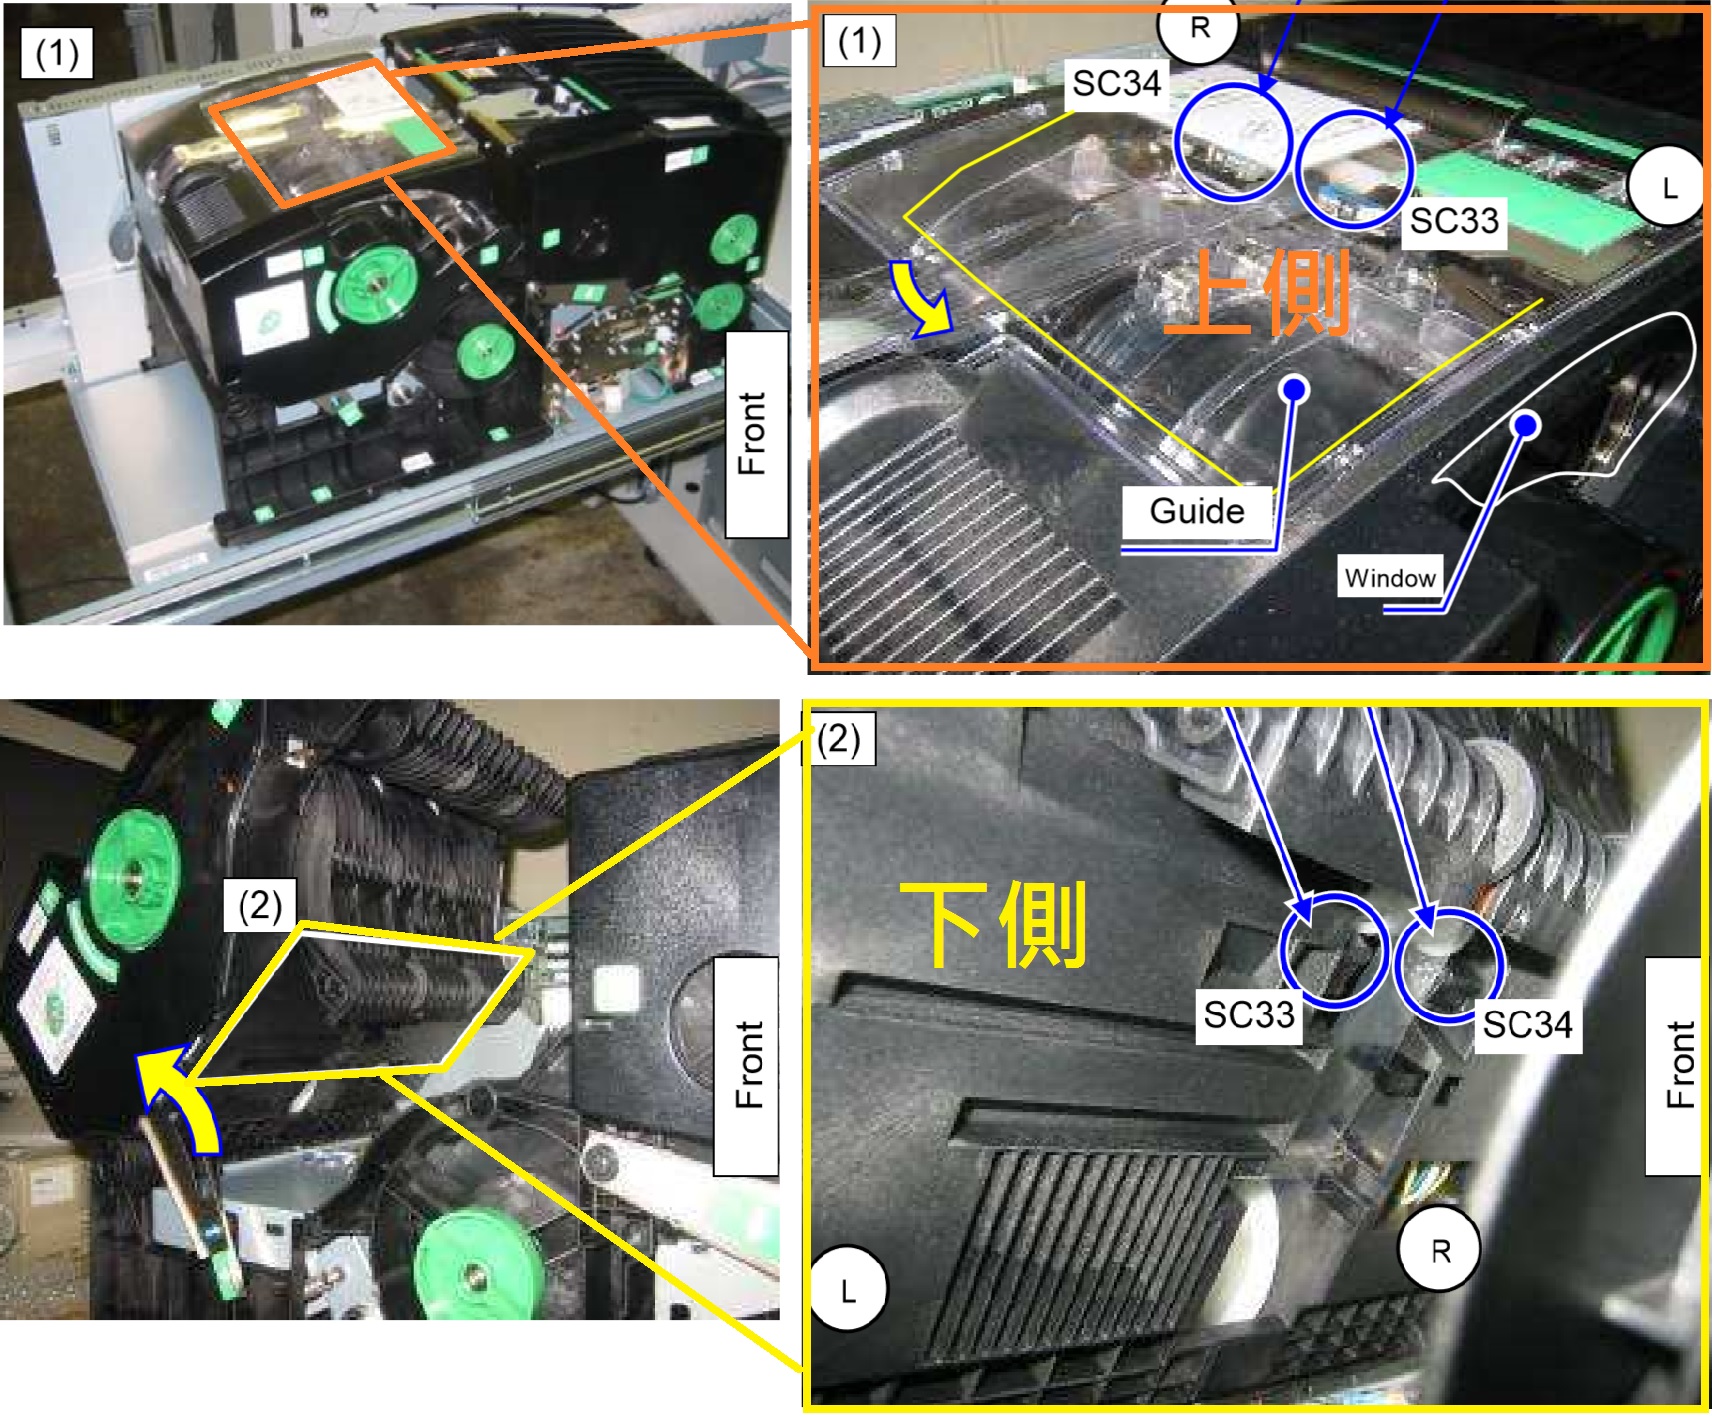 (1)
Front
(1)
R
SC34
L
SC33
上側
Guide
Window
(2)
Front
(2)
下側
SC33
SC34
Front
L
R